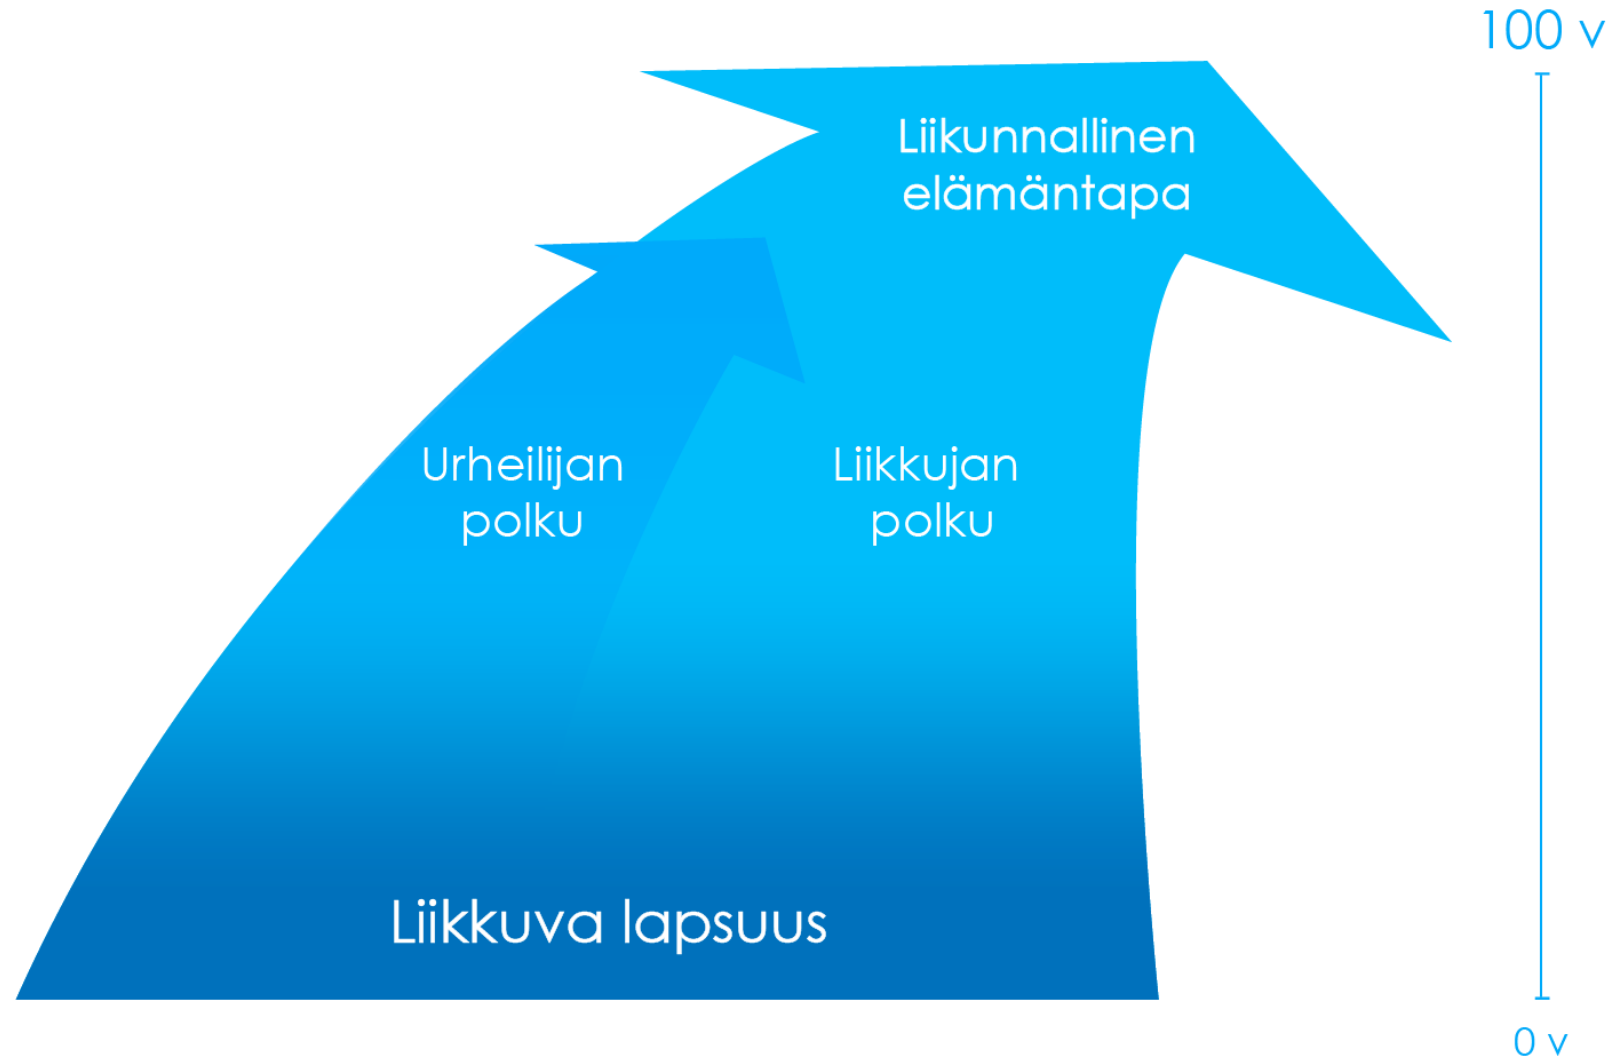 100 v
Liikunnallinen
elämäntapa
Urheilijan
polku
Liikkujan
polku
Liikkuva lapsuus
0 v